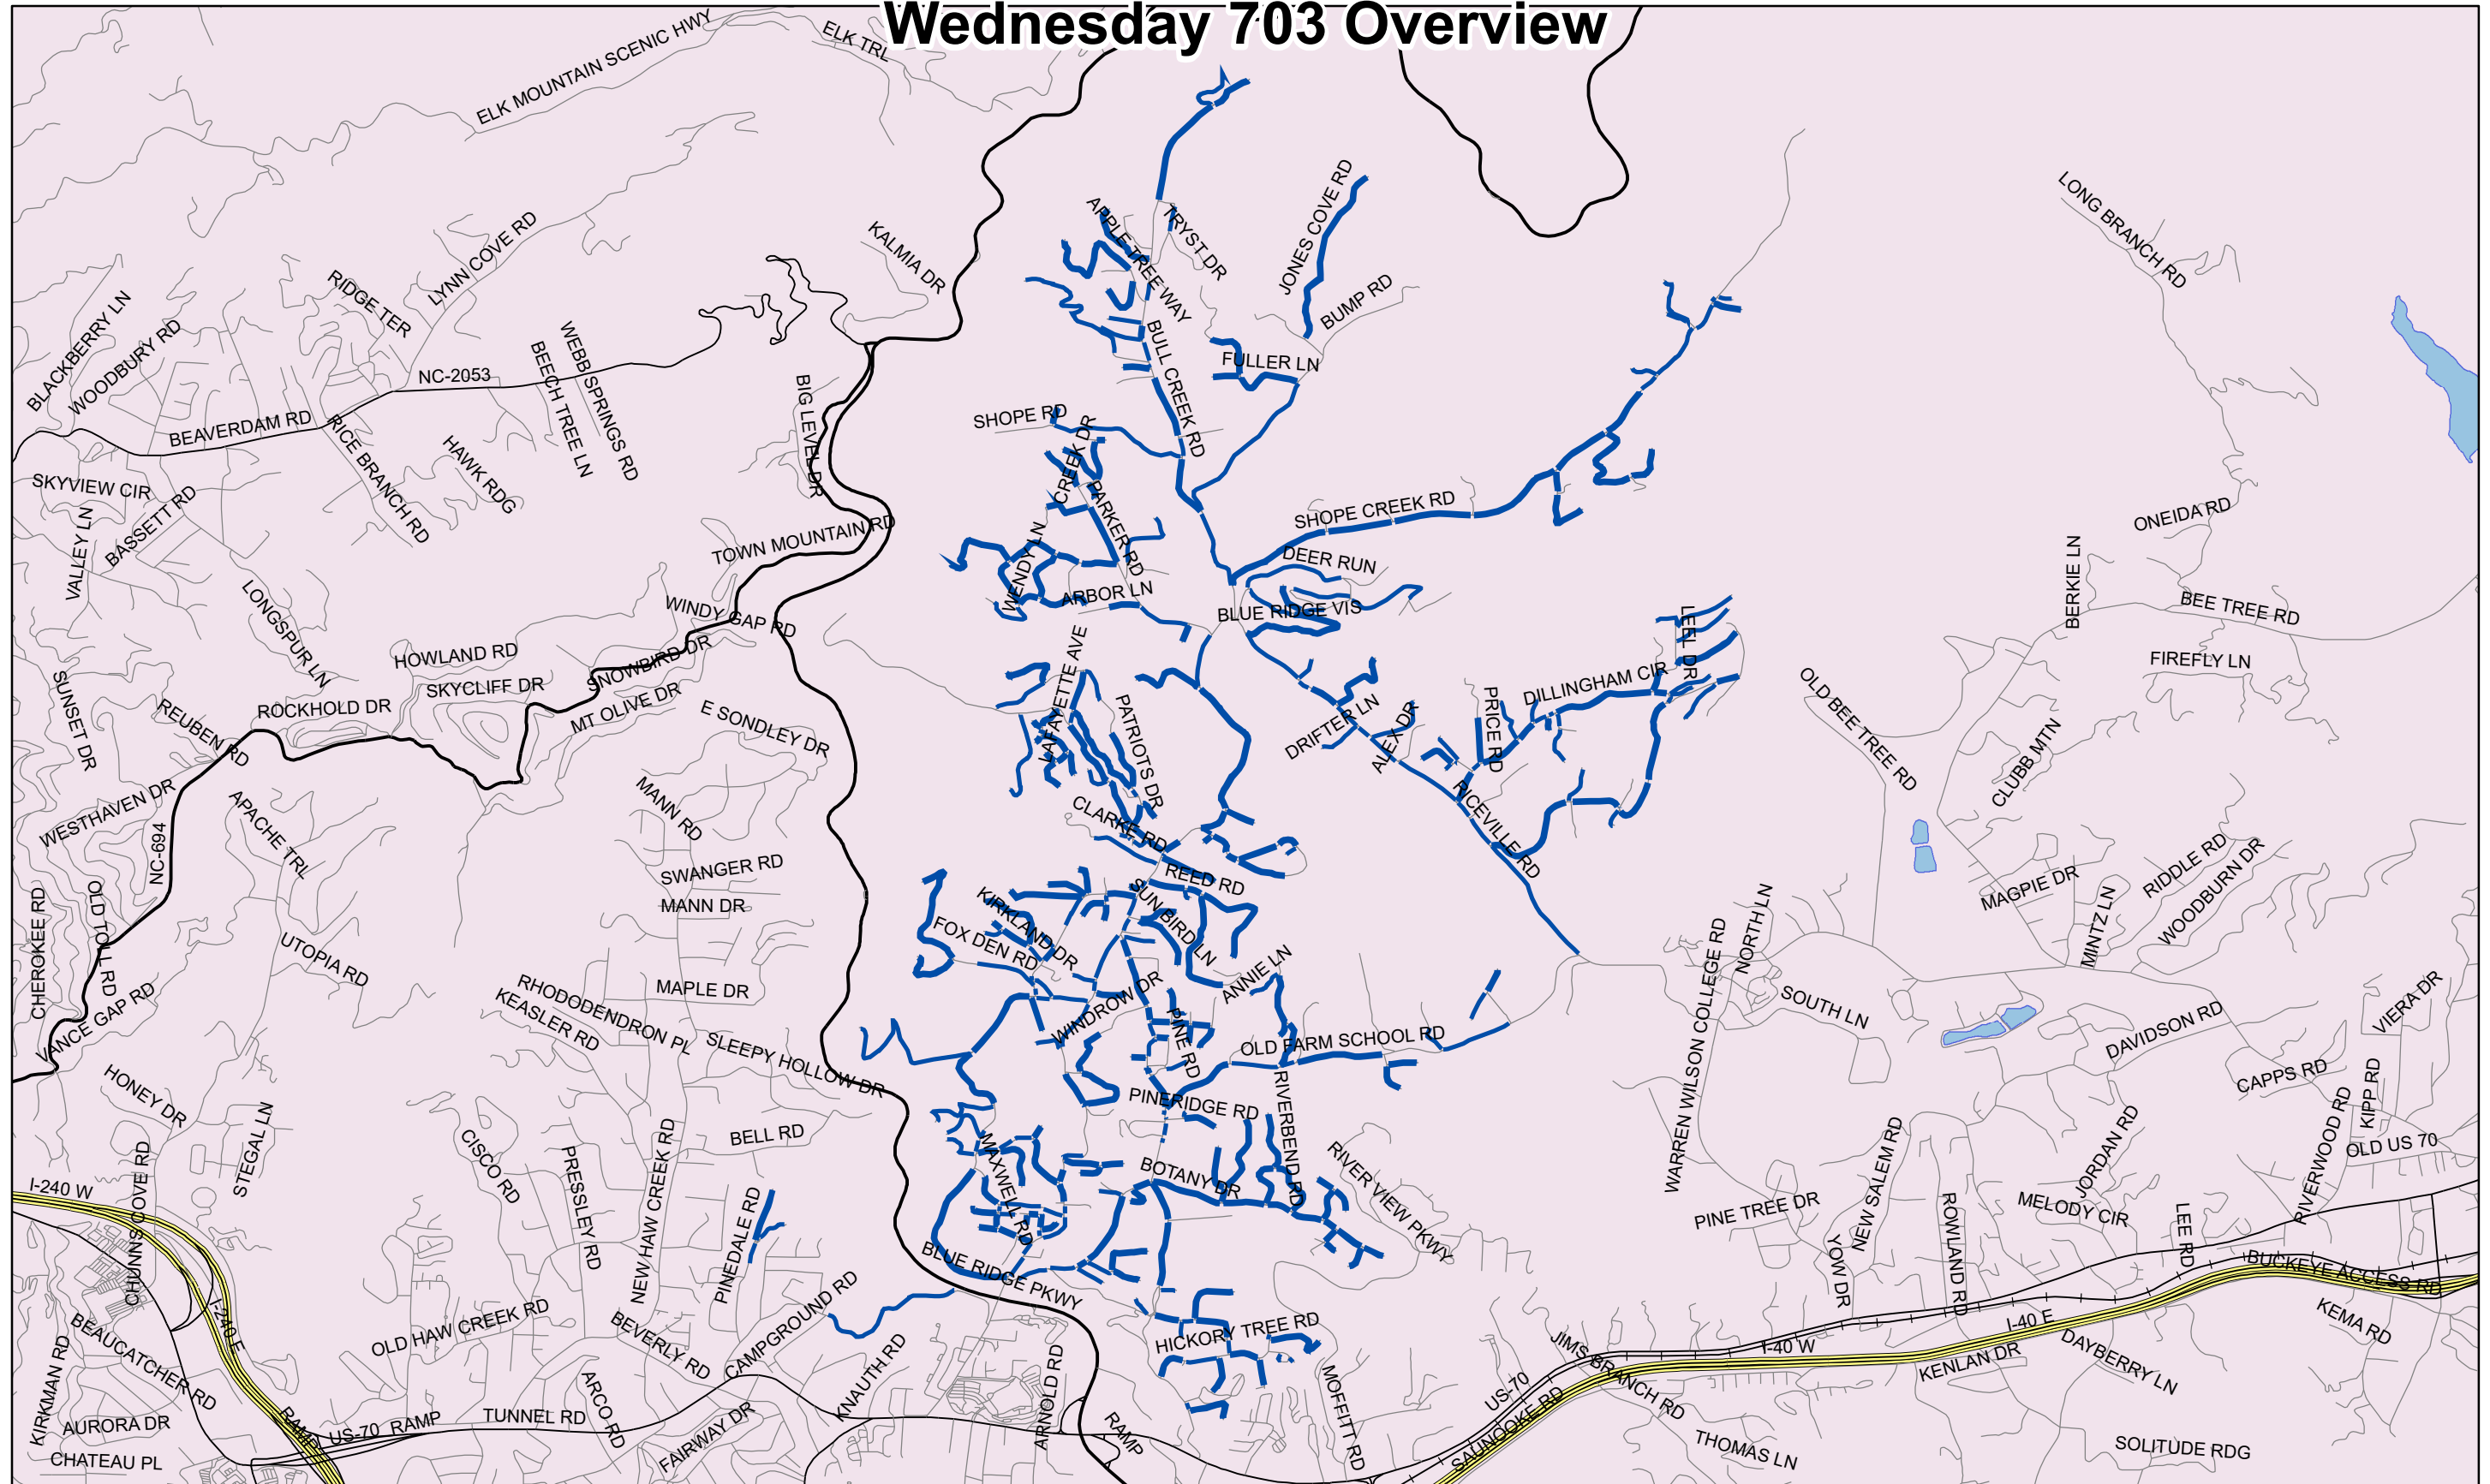 Wednesday 703 Overview
ELK MOUNTAIN SCENIC HWY
ELK TRL
LONG BRANCH RD
JONES COVE RD
APPLE TREE WAY
TRYST DR
KALMIA DR
LYNN COVE RD
RIDGE TER
BUMP RD
BLACKBERRY LN
WOODBURY RD
WEBB SPRINGS RD
BEECH TREE LN
NC-2053
BULL CREEK RD
FULLER LN
BIG LEVEL DR
SHOPE RD
BEAVERDAM RD
RICE BRANCH RD
HAWK RDG
CREEK DR
PARKER RD
SKYVIEW CIR
BASSETT RD
VALLEY LN
SHOPE CREEK RD
ONEIDA RD
TOWN MOUNTAIN RD
WENDY LN
DEER RUN
BERKIE LN
BEE TREE RD
LONGSPUR LN
WINDY GAP RD
ARBOR LN
BLUE RIDGE VIS
LEEL DR
HOWLAND RD
SNOWBIRD DR
FIREFLY LN
SUNSET DR
SKYCLIFF DR
LAFAYETTE AVE
DILLINGHAM CIR
REUBEN RD
ROCKHOLD DR
MT OLIVE DR
E SONDLEY DR
PATRIOTS DR
DRIFTER LN
ALEX DR
PRICE RD
OLD BEE TREE RD
CLUBB MTN
WESTHAVEN DR
NC-694
APACHE TRL
MANN RD
CLARKE RD
RICEVILLE RD
SWANGER RD
REED RD
MAGPIE DR
RIDDLE RD
WOODBURN DR
CHEROKEE RD
OLD TOLL RD
MANN DR
KIRKLAND DR
SUN BIRD LN
NORTH LN
MINTZ LN
UTOPIA RD
FOX DEN RD
ANNIE LN
VANCE GAP RD
RHODODENDRON PL
KEASLER RD
MAPLE DR
WINDROW DR
PINE RD
WARREN WILSON COLLEGE RD
SOUTH LN
DAVIDSON RD
VIERA DR
SLEEPY HOLLOW DR
OLD FARM SCHOOL RD
CAPPS RD
KIPP RD
HONEY DR
STEGAL LN
PINERIDGE RD
RIVERBEND RD
JORDAN RD
RIVERWOOD RD
OLD US 70
CISCO RD
PRESSLEY RD
NEW HAW CREEK RD
BELL RD
MAXWELL RD
BOTANY DR
RIVER VIEW PKWY
NEW SALEM RD
I-240 W
CHUNNS COVE RD
PINEDALE RD
PINE TREE DR
ROWLAND RD
MELODY CIR
LEE RD
YOW DR
BLUE RIDGE PKWY
BUCKEYE ACCESS RD
I-240 E
BEAUCATCHER RD
OLD HAW CREEK RD
BEVERLY RD
CAMPGROUND RD
HICKORY TREE RD
I-40 E
KEMA RD
KIRKMAN RD
KNAUTH RD
JIMS BRANCH RD
I-40 W
KENLAN DR
DAYBERRY LN
ARCO RD
ARNOLD RD
MOFFITT RD
US-70
AURORA DR
RAMP
US-70
RAMP
TUNNEL RD
FAIRWAY DR
RAMP
SAUNOOKE RD
THOMAS LN
SOLITUDE RDG
CHATEAU PL